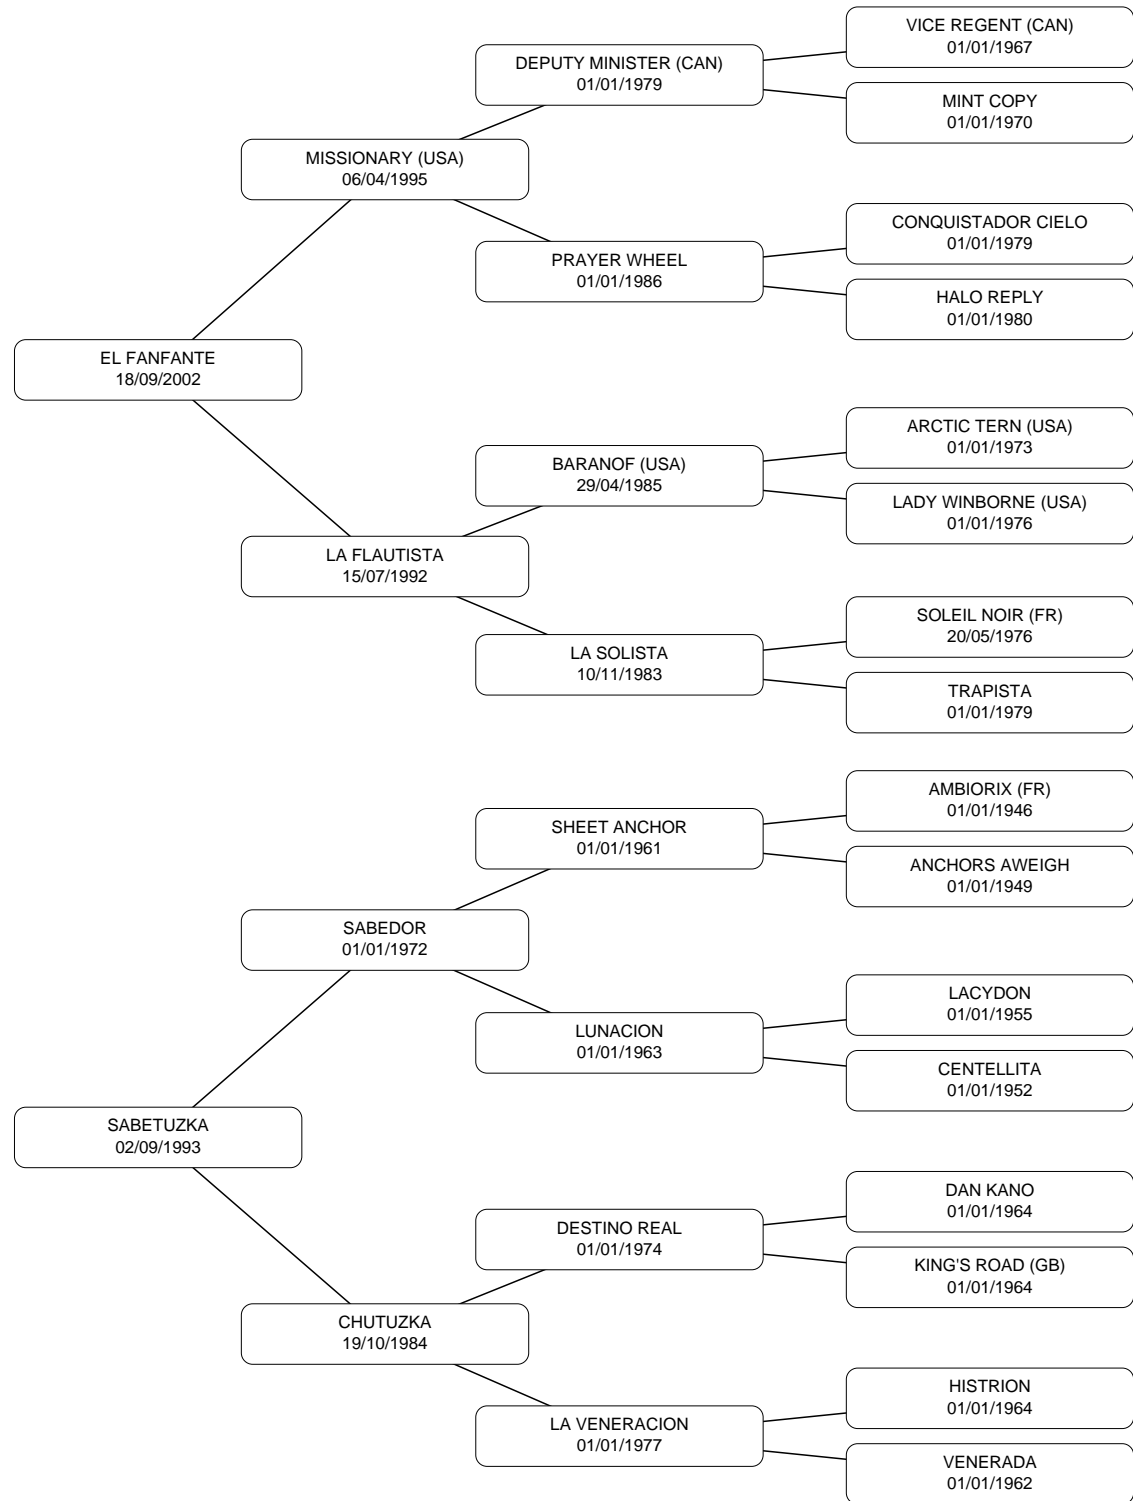 VICE REGENT (CAN)
01/01/1967
DEPUTY MINISTER (CAN)
01/01/1979
MINT COPY
01/01/1970
MISSIONARY (USA)
06/04/1995
CONQUISTADOR CIELO
01/01/1979
PRAYER WHEEL
01/01/1986
HALO REPLY
01/01/1980
EL FANFANTE
18/09/2002
ARCTIC TERN (USA)
01/01/1973
BARANOF (USA)
29/04/1985
LADY WINBORNE (USA)
01/01/1976
LA FLAUTISTA
15/07/1992
SOLEIL NOIR (FR)
20/05/1976
LA SOLISTA
10/11/1983
TRAPISTA
01/01/1979
AMBIORIX (FR)
01/01/1946
SHEET ANCHOR
01/01/1961
ANCHORS AWEIGH
01/01/1949
SABEDOR
01/01/1972
LACYDON
01/01/1955
LUNACION
01/01/1963
CENTELLITA
01/01/1952
SABETUZKA
02/09/1993
DAN KANO
01/01/1964
DESTINO REAL
01/01/1974
KING'S ROAD (GB)
01/01/1964
CHUTUZKA
19/10/1984
HISTRION
01/01/1964
LA VENERACION
01/01/1977
VENERADA
01/01/1962